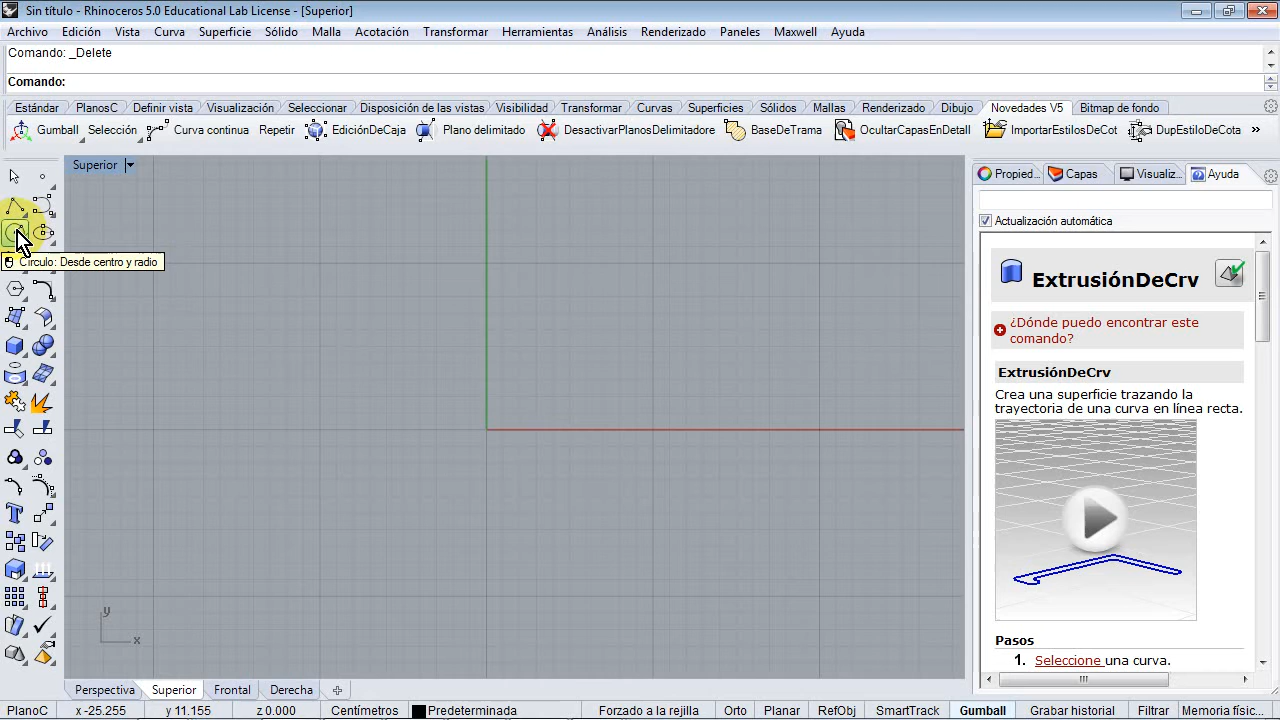 Sin título - Rhinoceros 5.0 Educational Lab License - [Superior]
Archivo Edición Vista Curva Superficie Sólido Malla Acotación Transformar Herramientas Análisis Renderizado Paneles Maxwell Ayuda
Comando: _Delete
Comando:
Estándar PlanosC Definir vista Visualización Seleccionar Disposición de las vistas Visibilidad Transformar Curvas Superficies Sólidos Mallas Renderizado Dibujo Novedades V5 Bitmap de fondo
Gumball Selección Curva continua Repetir EdiciónDeCaja Plano delimitado DesactivarPlanosDelimitados BaseDeTrama OcultarCapasEnDetall ImportarEstilosDeCot DupEstiloDeCota »
Superior
Propied... Capas Visualiz... Ayuda
Actualización automática
Círculo: Desde centro y radio
ExtrusiónDeCrv
¿Dónde puedo encontrar este
comando?
ExtrusiónDeCrv
Crea una superficie trazando la
trayectoria de una curva en línea recta.
y
x
Pasos
1. Seleccione una curva.
Perspectiva Superior Frontal Derecha
PlanoC x -25.255 y 11.155 z 0.000 Centímetros Predeterminada Forzado a la rejilla Orto Planar RefObj SmartTrack Gumball Grabar historial Filtrar Memoria físic...